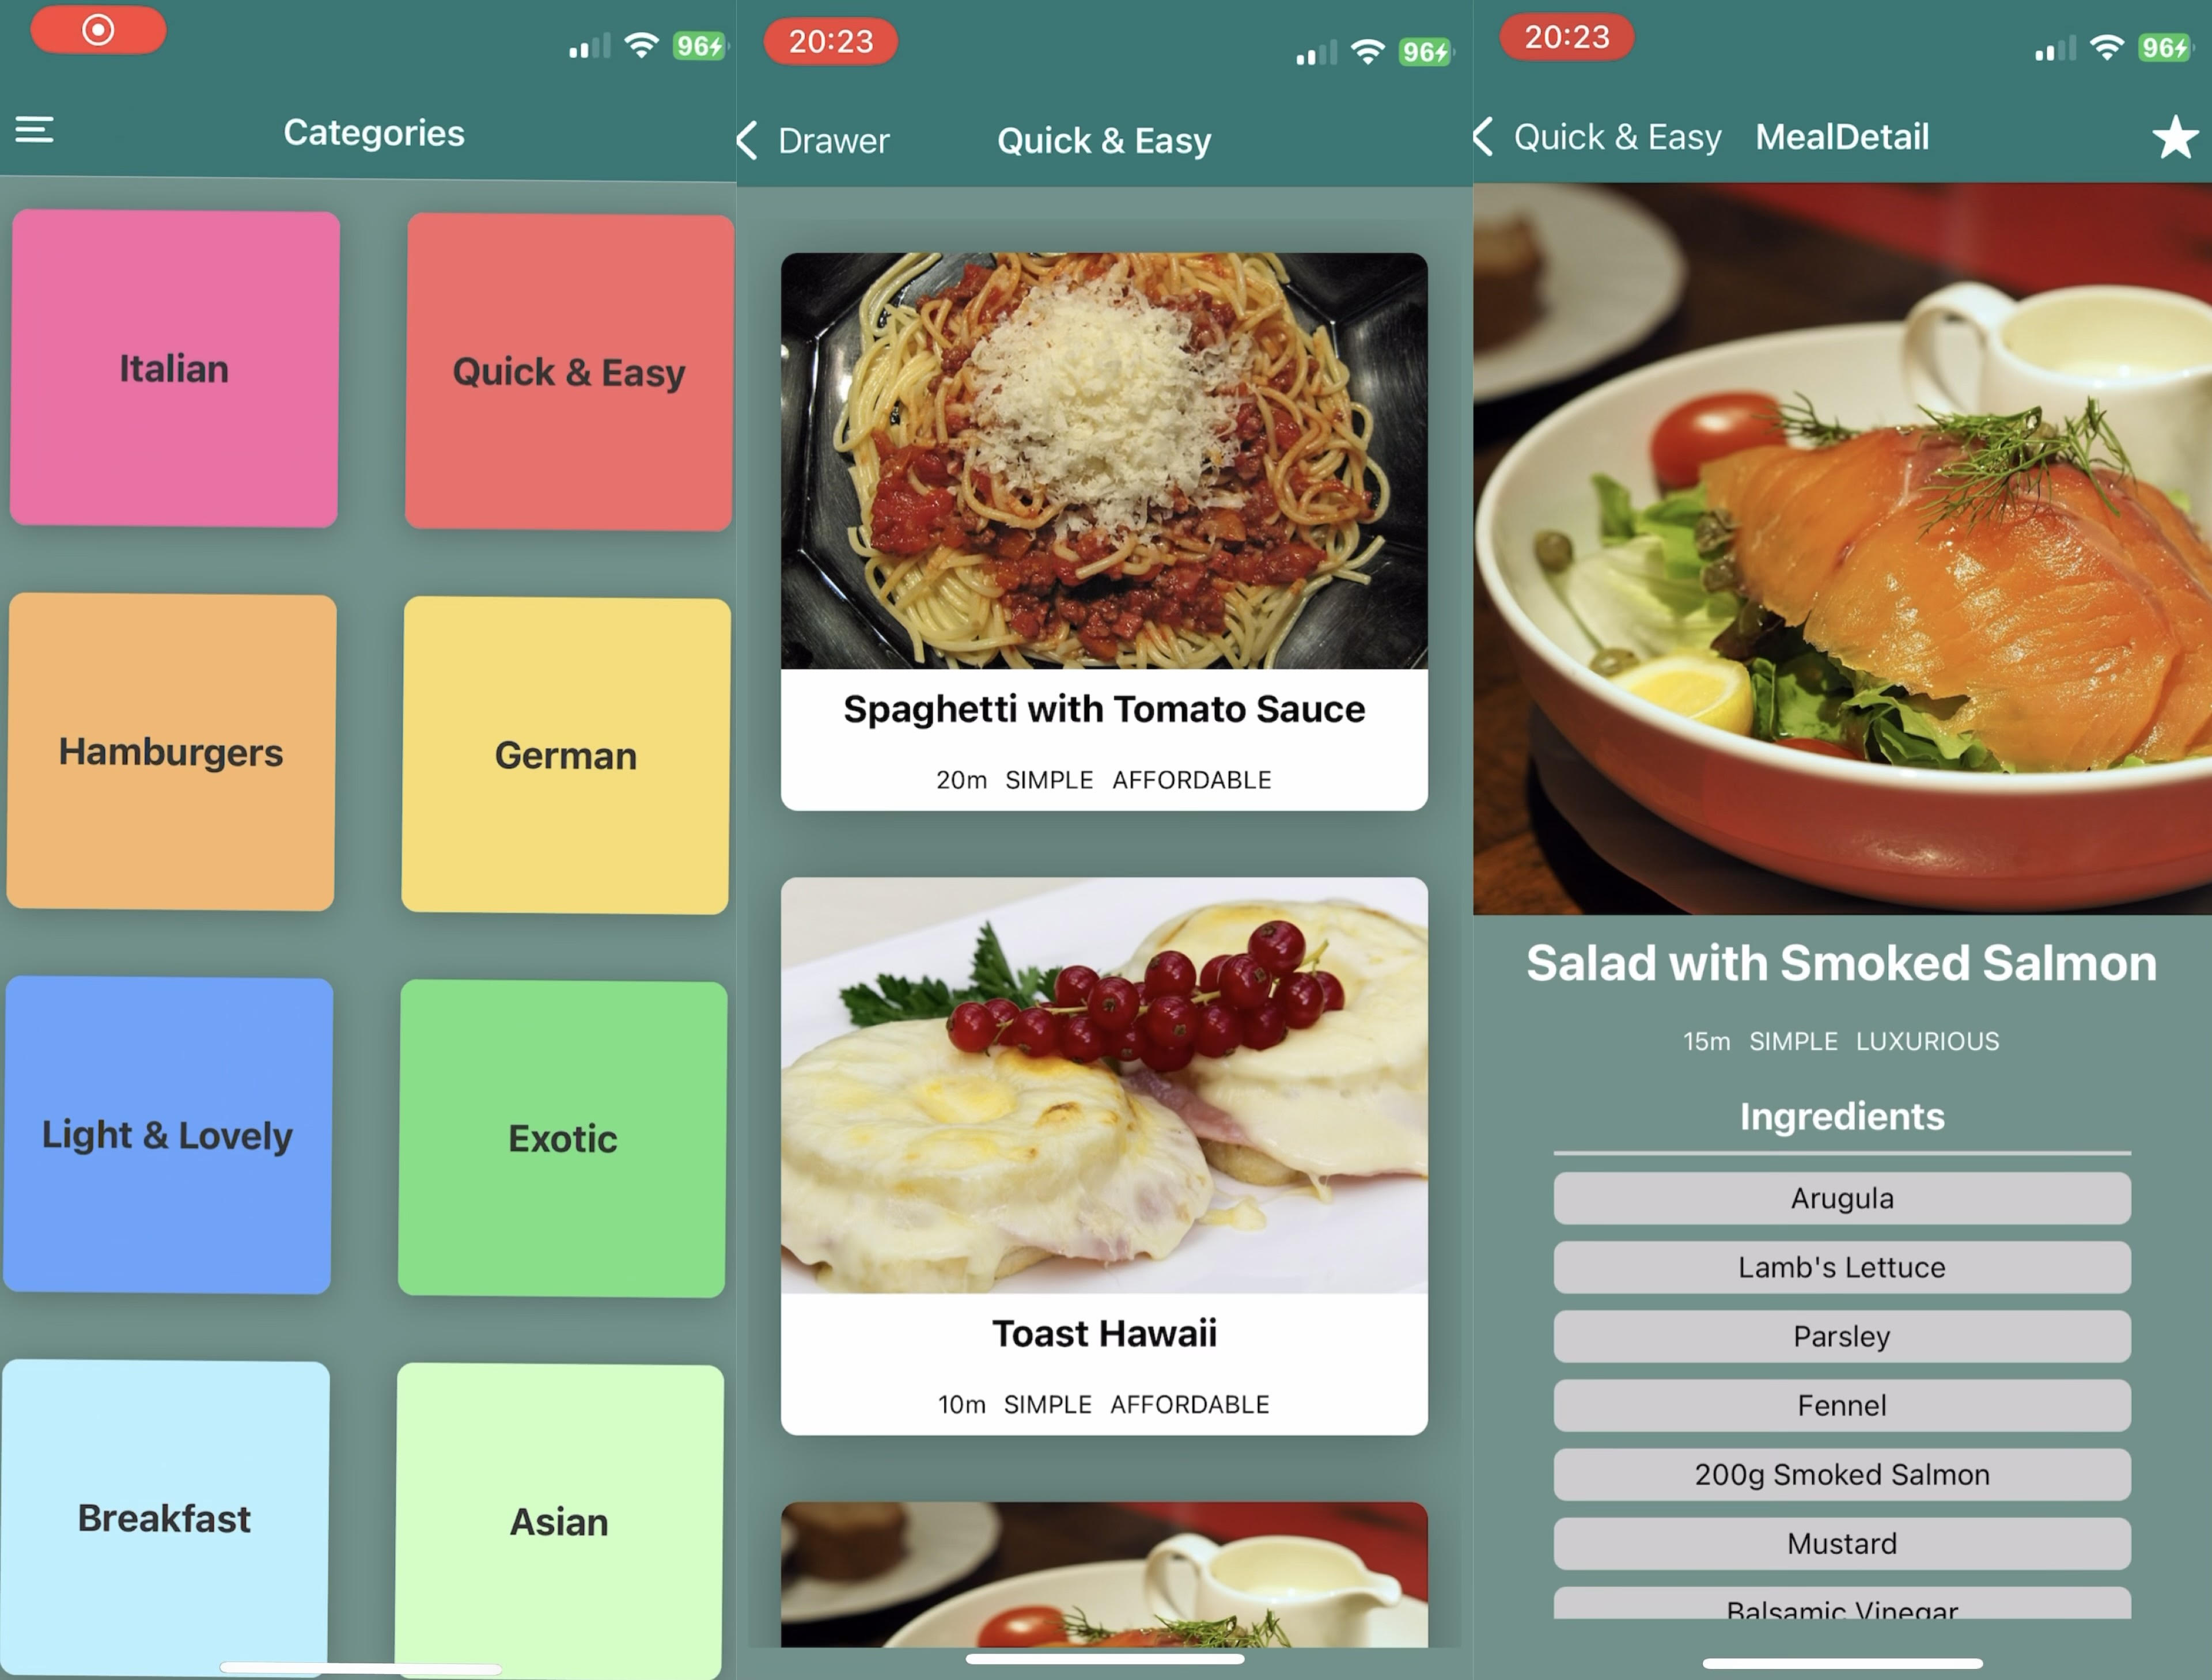 96
Categories
Italian
Quick & Easy
Hamburgers
German
Light & Lovely
Exotic
Breakfast
Asian
20:23
96
Drawer
Quick & Easy
Spaghetti with Tomato Sauce
20m SIMPLE AFFORDABLE
Toast Hawaii
10m SIMPLE AFFORDABLE
20:23
96
Quick & Easy
MealDetail
Salad with Smoked Salmon
15m SIMPLE LUXURIOUS
Ingredients
Arugula
Lamb's Lettuce
Parsley
Fennel
200g Smoked Salmon
Mustard
Balsamic Vinegar